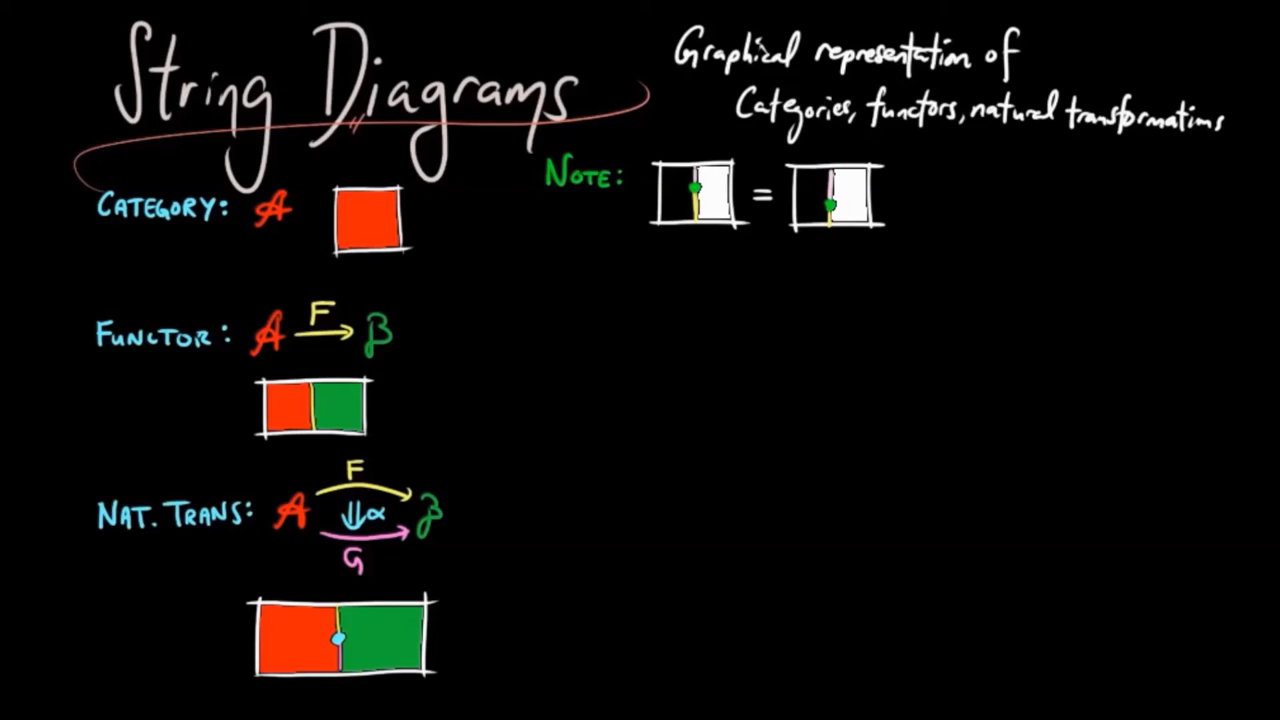 String Diagrams
Graphical representation of
Categories, functors, natural transformations
NOTE: =
CATEGORY: A
FUNCTOR: A F B
NAT. TRANS: A F ⇓α G B